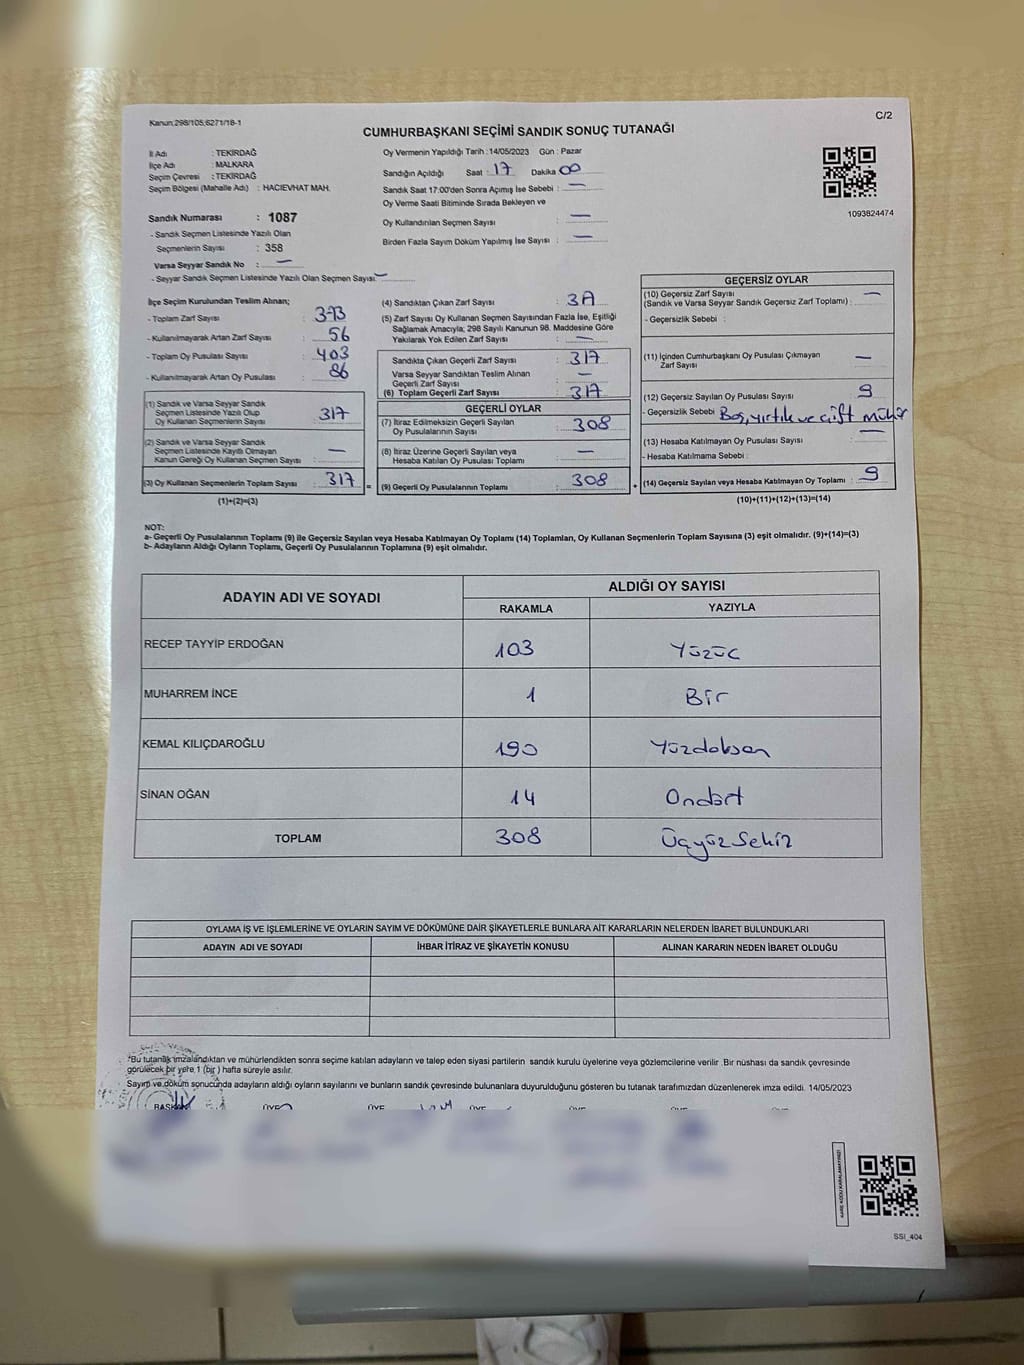 Kanun:298/105;6271/18-1
C/2
CUMHURBAŞKANI SEÇİMİ SANDIK SONUÇ TUTANAĞI
İl Adı : TEKİRDAĞ
İlçe Adı : MALKARA
Seçim Çevresi : TEKİRDAĞ
Seçim Bölgesi (Mahalle Adı) : HACIEVHAT MAH.
Sandık Numarası : 1087
- Sandık Seçmen Listesinde Yazılı Olan
Seçmenlerin Sayısı : 358
Varsa Seyyar Sandık No : —
- Seyyar Sandık Seçmen Listesinde Yazılı Olan Seçmen Sayısı: —
Oy Vermenin Yapıldığı Tarih : 14/05/2023 Gün : Pazar
Sandığın Açıldığı Saat : 17 Dakika 00
Sandık Saat 17:00'den Sonra Açımış İse Sebebi : —
Oy Verme Saati Bitiminde Sırada Bekleyen ve
Oy Kullandırılan Seçmen Sayısı : —
Birden Fazla Sayım Döküm Yapılmış İse Sayısı : —
1093824474
İlçe Seçim Kurulundan Teslim Alınan;
- Toplam Zarf Sayısı : 393
- Kullanılmayarak Artan Zarf Sayısı : 56
- Toplam Oy Pusulası Sayısı : 403
- Kullanılmayarak Artan Oy Pusulası : 86
(1) Sandık ve Varsa Seyyar Sandık
Seçmen Listesinde Yazılı Olup
Oy Kullanan Seçmenlerin Sayısı : 317
(2) Sandık ve Varsa Seyyar Sandık
Seçmen Listesinde Kayıtlı Olmayan
Kanun Gereği Oy Kullanan Seçmen Sayısı : —
(3) Oy Kullanan Seçmenlerin Toplam Sayısı : 317 =
(1)+(2)=(3)
(4) Sandıktan Çıkan Zarf Sayısı :
(5) Zarf Sayısı Oy Kullanan Seçmen Sayısından Fazla İse, Eşitliği
Sağlamak Amacıyla; 298 Sayılı Kanunun 98. Maddesine Göre
Yakılarak Yok Edilen Zarf Sayısı : —
Sandıkta Çıkan Geçerli Zarf Sayısı : 317
Varsa Seyyar Sandıktan Teslim Alınan
Geçerli Zarf Sayısı : —
(6) Toplam Geçerli Zarf Sayısı : 317
GEÇERLİ OYLAR
(7) İtiraz Edilmeksizin Geçerli Sayılan
Oy Pusulalarının Sayısı : 308
(8) İtiraz Üzerine Geçerli Sayılan veya
Hesaba Katılan Oy Pusulası Toplamı : —
(9) Geçerli Oy Pusulalarının Toplamı : 308 +
GEÇERSİZ OYLAR
(10) Geçersiz Zarf Sayısı
(Sandık ve Varsa Seyyar Sandık Geçersiz Zarf Toplamı) : —
- Geçersizlik Sebebi :
(11) İçinden Cumhurbaşkanı Oy Pusulası Çıkmayan
Zarf Sayısı : —
(12) Geçersiz Sayılan Oy Pusulası Sayısı : 9
- Geçersizlik Sebebi : Boş, yırtık ve çift mühür
(13) Hesaba Katılmayan Oy Pusulası Sayısı : —
- Hesaba Katılmama Sebebi :
(14) Geçersiz Sayılan veya Hesaba Katılmayan Oy Toplamı : 9
(10)+(11)+(12)+(13)=(14)
NOT:
a- Geçerli Oy Pusulalarının Toplamı (9) ile Geçersiz Sayılan veya Hesaba Katılmayan Oy Toplamı (14) Toplamları, Oy Kullanan Seçmenlerin Toplam Sayısına (3) eşit olmalıdır. (9)+(14)=(3)
b- Adayların Aldığı Oyların Toplamı, Geçerli Oy Pusulalarının Toplamına (9) eşit olmalıdır.
ADAYIN ADI VE SOYADI
ALDIĞI OY SAYISI
RAKAMLA YAZIYLA
RECEP TAYYİP ERDOĞAN 103 Yüzüç
MUHARREM İNCE 1 Bir
KEMAL KILIÇDAROĞLU 190 Yüzdoksan
SİNAN OĞAN 14 Ondört
TOPLAM 308 Üçyüz Sekiz
OYLAMA İŞ VE İŞLEMLERİNE VE OYLARIN SAYIM VE DÖKÜMÜNE DAİR ŞİKAYETLERLE BUNLARA AİT KARARLARIN NELERDEN İBARET BULUNDUKLARI
ADAYIN ADI VE SOYADI İHBAR İTİRAZ VE ŞİKAYETİN KONUSU ALINAN KARARIN NEDEN İBARET OLDUĞU
*Bu tutanak imzalandıktan ve mühürlendikten sonra seçime katılan adayların ve talep eden siyasi partilerin sandık kurulu üyelerine veya gözlemcilerine verilir .Bir nüshası da sandık çevresinde
görülecek bir yere 1 (bir ) hafta süreyle asılır.
Sayım ve döküm sonucunda adayların aldığı oyların sayılarını ve bunların sandık çevresinde bulunanlara duyurulduğunu gösteren bu tutanak tarafımızdan düzenlenerek imza edildi. 14/05/2023
BAŞKAN ÜYE ÜYE ÜYE ÜYE ÜYE ÜYE
SSİ_404